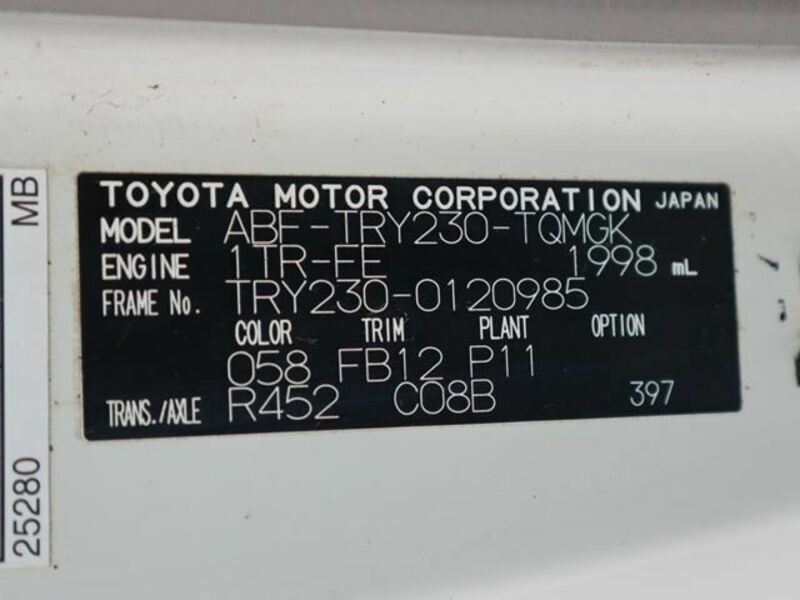 TOYOTA MOTOR CORPORATION JAPAN
MODEL ABF-TRY230-TQMGK
ENGINE 1TR-FE 1998 mL
FRAME No. TRY230-0120985
COLOR TRIM PLANT OPTION
058 FB12 P11
TRANS./AXLE R452 C08B 397
MB
25280